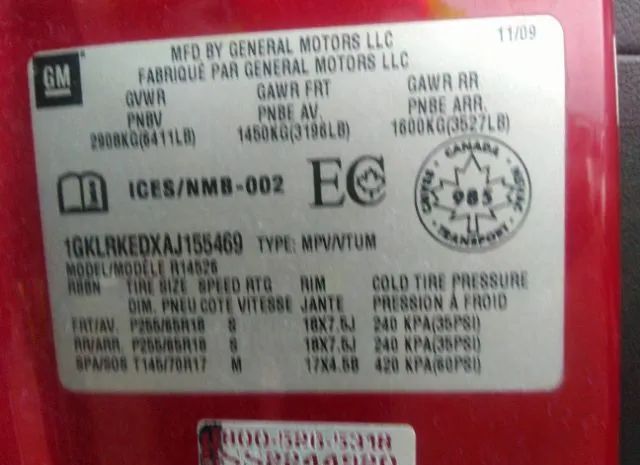 GM
MFD BY GENERAL MOTORS LLC 11/09
FABRIQUÉ PAR GENERAL MOTORS LLC
GVWR GAWR FRT GAWR RR
PNBV PNBE AV. PNBE ARR.
2908KG(6411LB) 1450KG(3196LB) 1600KG(3527LB)
ICES/NMB-002 EC
CANADA
985
TRANSPORT
1GKLRKEDXAJ155469 TYPE: MPV/VTUM
MODEL/MODÈLE R14526
TIRE SIZE SPEED RTG RIM COLD TIRE PRESSURE
DIM. PNEU COTE VITESSE JANTE PRESSION À FROID
FRT/AV. P255/65R18 S 18X7.5J 240 KPA(35PSI)
RR/ARR. P255/65R18 S 18X7.5J 240 KPA(35PSI)
SPA/SOS T145/70R17 M 17X4.5B 420 KPA(60PSI)